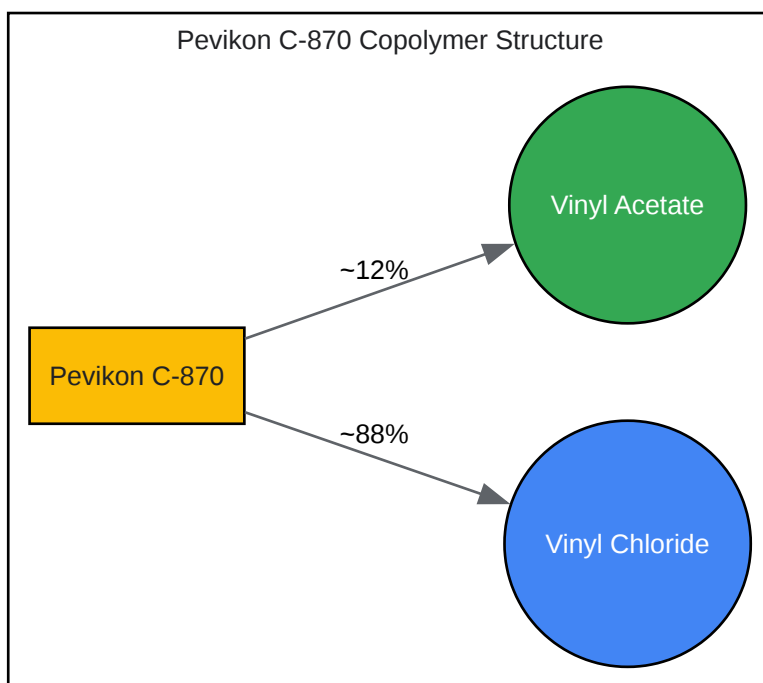 Pevikon C-870 Copolymer Structure
Vinyl Acetate
~12%
Pevikon C-870
~88%
Vinyl Chloride